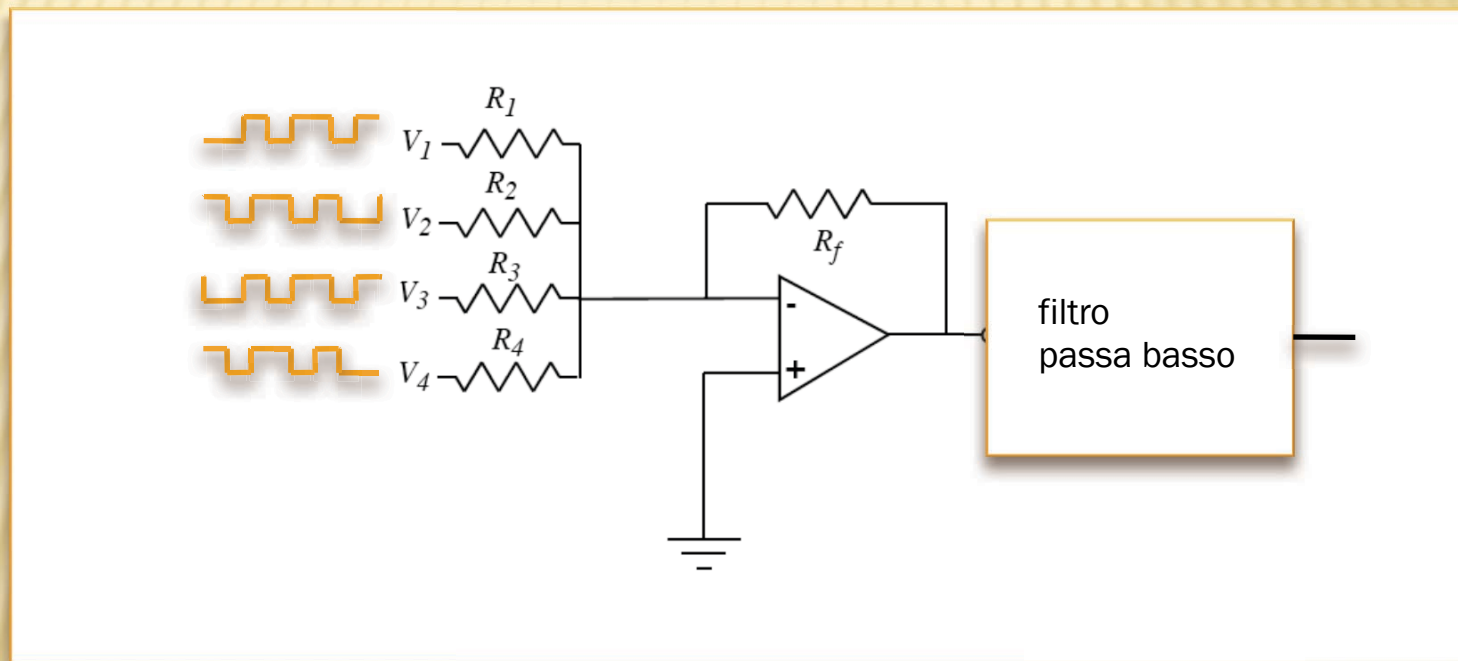 R1
V1
R2
V2
R3
V3
R4
V4
Rf
-
+
filtro
passa basso